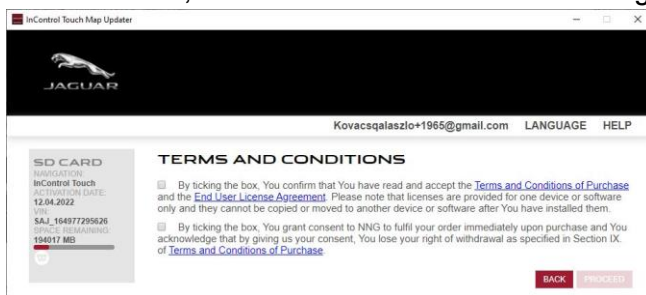 InControl Touch Map Updater
JAGUAR
Kovacsqalaszlo+1965@gmail.com LANGUAGE HELP
SD CARD
NAVIGATION:
InControl Touch
ACTIVATION DATE:
12.04.2022
VIN:
SAJ_164977295626
SPACE REMAINING:
194017 MB
TERMS AND CONDITIONS
By ticking the box, You confirm that You have read and accept the Terms and Conditions of Purchase
and the End User License Agreement. Please note that licenses are provided for one device or software
only and they cannot be copied or moved to another device or software after You have installed them.
By ticking the box, You grant consent to NNG to fulfil your order immediately upon purchase and You
acknowledge that by giving us your consent, You lose your right of withdrawal as specified in Section IX.
of Terms and Conditions of Purchase.
BACK PROCEED